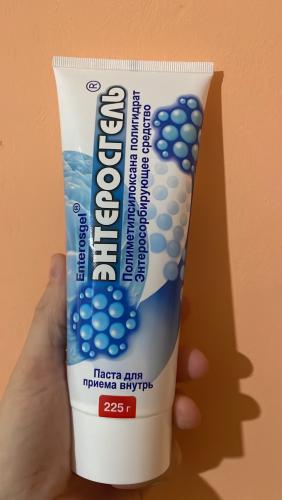 Enterosgel®
ЭНТЕРОСГЕЛЬ®
Полиметилсилоксана полигидрат
Энтеросорбирующее средство
Паста для
приема внутрь
225 г